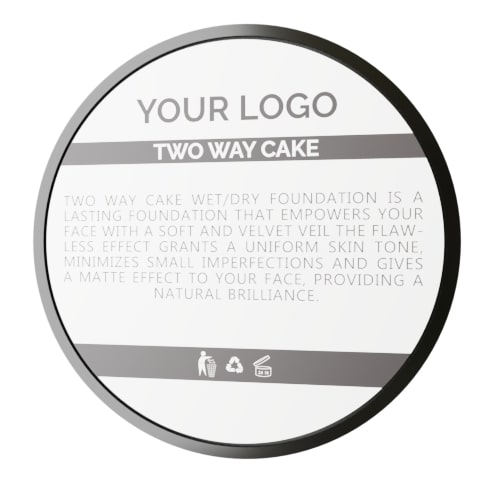 YOUR LOGO
TWO WAY CAKE
TWO WAY CAKE WET/DRY FOUNDATION IS A
LASTING FOUNDATION THAT EMPOWERS YOUR
FACE WITH A SOFT AND VELVET VEIL THE FLAW-
LESS EFFECT GRANTS A UNIFORM SKIN TONE,
MINIMIZES SMALL IMPERFECTIONS AND GIVES
A MATTE EFFECT TO YOUR FACE, PROVIDING A
NATURAL BRILLIANCE.